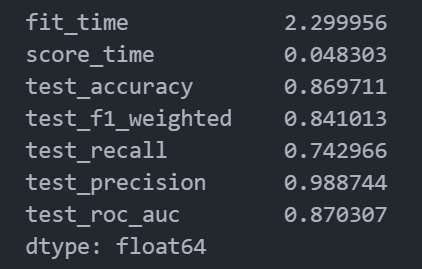 fit_time 2.299956
score_time 0.048303
test_accuracy 0.869711
test_f1_weighted 0.841013
test_recall 0.742966
test_precision 0.988744
test_roc_auc 0.870307
dtype: float64